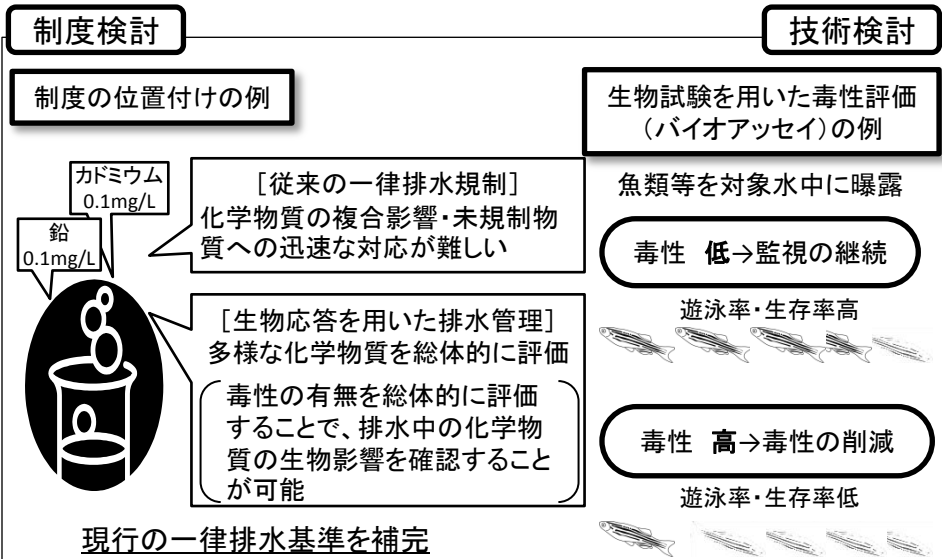 制度検討
技術検討
制度の位置付けの例
カドミウム
0.1mg/L
鉛
0.1mg/L
[従来の一律排水規制]
化学物質の複合影響・未規制物
質への迅速な対応が難しい
[生物応答を用いた排水管理]
多様な化学物質を総体的に評価
毒性の有無を総体的に評価
することで、排水中の化学物
質の生物影響を確認すること
が可能
現行の一律排水基準を補完
生物試験を用いた毒性評価
(バイオアッセイ)の例
魚類等を対象水中に曝露
毒性 低→監視の継続
遊泳率・生存率高
毒性 高→毒性の削減
遊泳率・生存率低